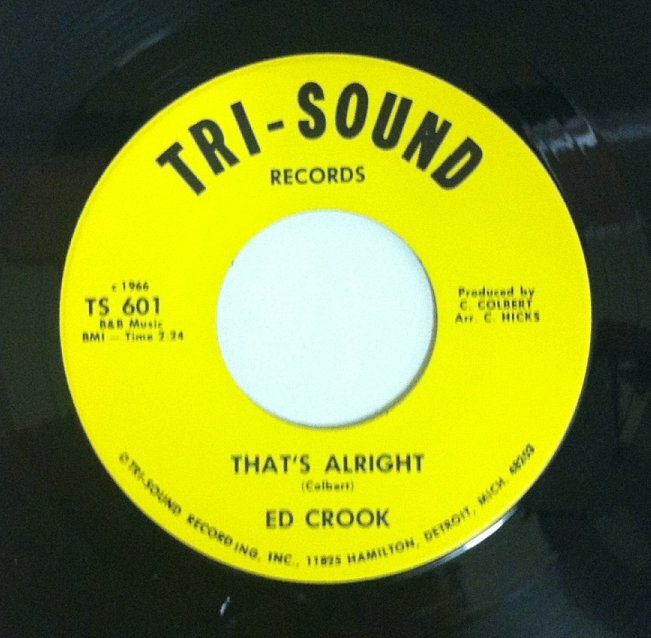 TRI-SOUND
RECORDS
c 1966
TS 601
B&B Music
BMI — Time 2:24
Produced by
C. COLBERT
Arr. C. HICKS
THAT'S ALRIGHT
(Colbert)
ED CROOK
© TRI-SOUND RECORDING, INC., 11825 HAMILTON, DETROIT, MICH.